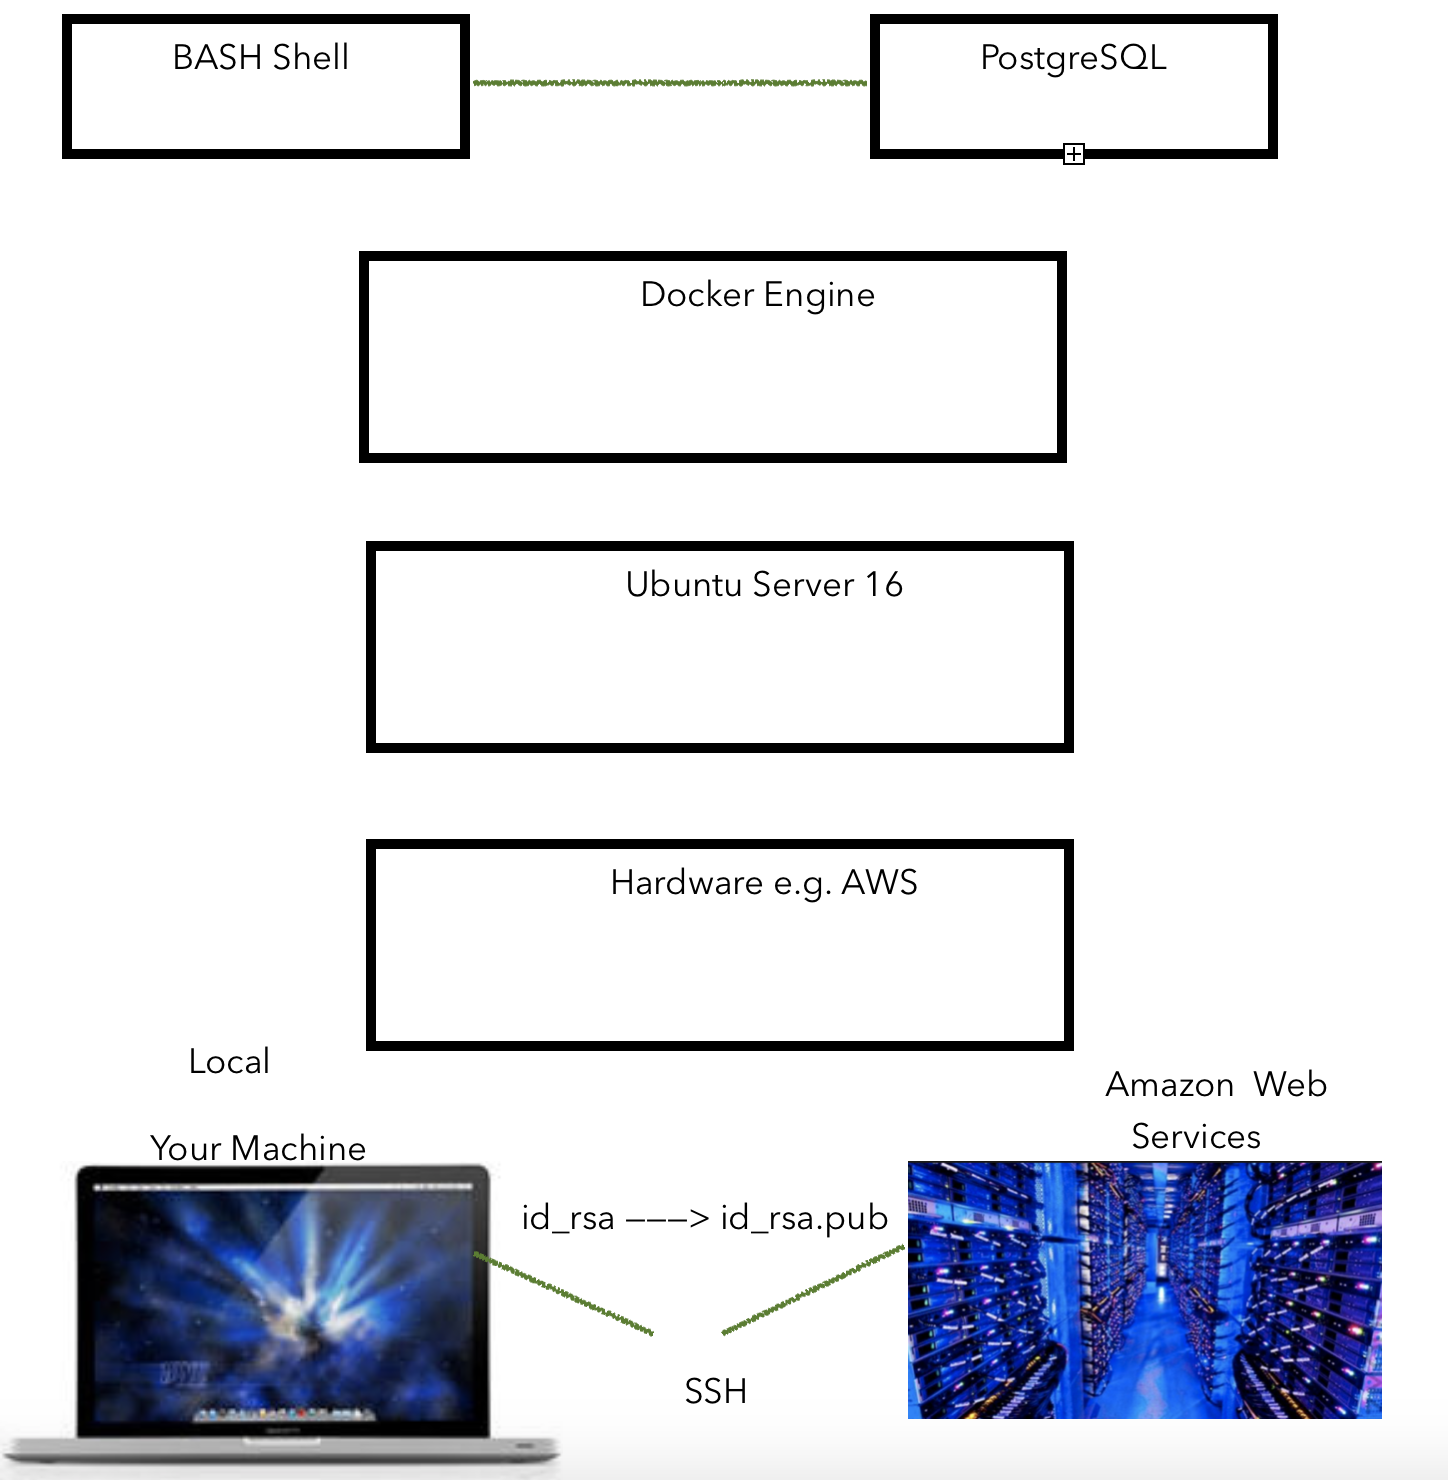 BASH Shell
PostgreSQL
Docker Engine
Ubuntu Server 16
Hardware e.g. AWS
Local
Your Machine
Amazon  Web
Services
id_rsa ———> id_rsa.pub
SSH